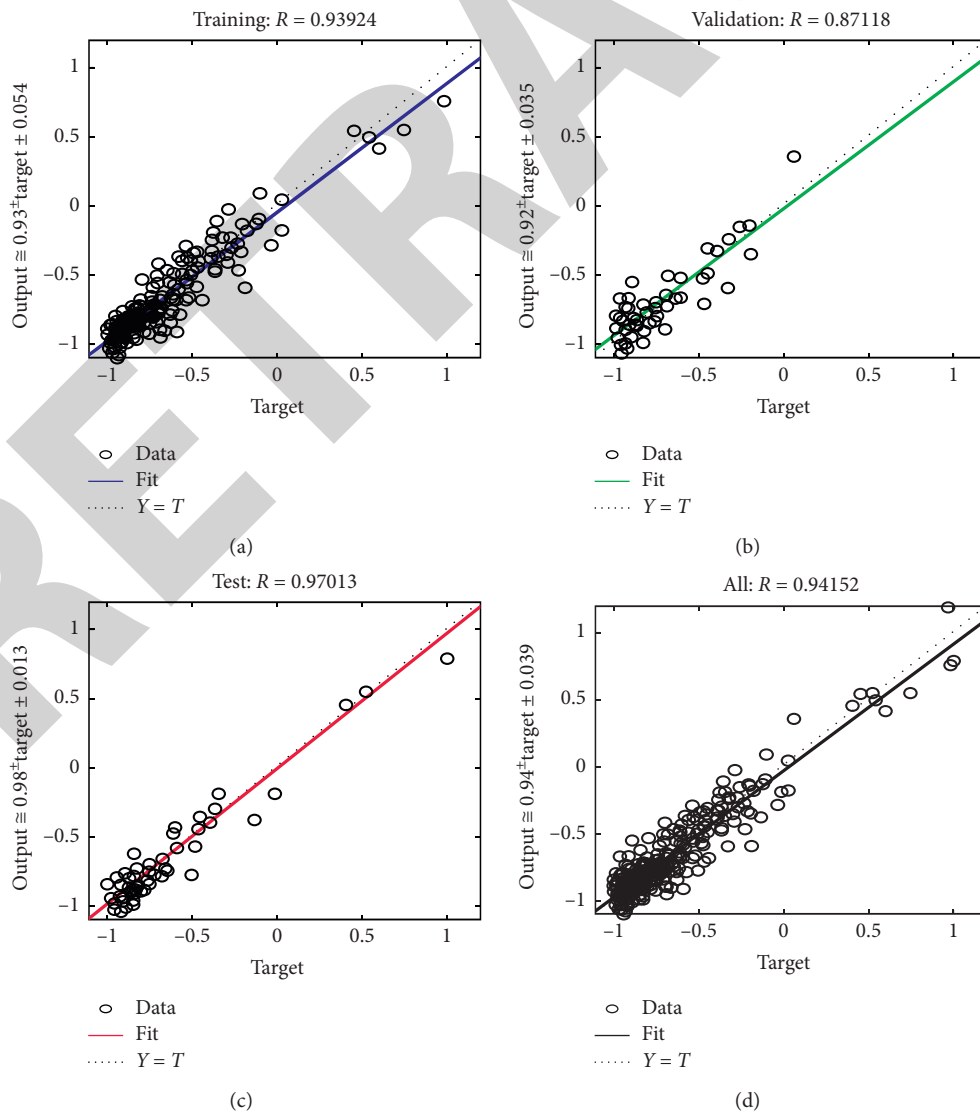 Training: R = 0.93924
Output ≅ 0.93±target ± 0.054
1
0.5
0
−0.5
−1
−1 −0.5 0 0.5 1
Target
Data
Fit
Y = T
(a)
Validation: R = 0.87118
Output ≅ 0.92±target ± 0.035
1
0.5
0
−0.5
−1
−1 −0.5 0 0.5 1
Target
Data
Fit
Y = T
(b)
Test: R = 0.97013
Output ≅ 0.98±target ± 0.013
1
0.5
0
−0.5
−1
−1 −0.5 0 0.5 1
Target
Data
Fit
Y = T
(c)
All: R = 0.94152
Output ≅ 0.94±target ± 0.039
1
0.5
0
−0.5
−1
−1 −0.5 0 0.5 1
Target
Data
Fit
Y = T
(d)
RETRA